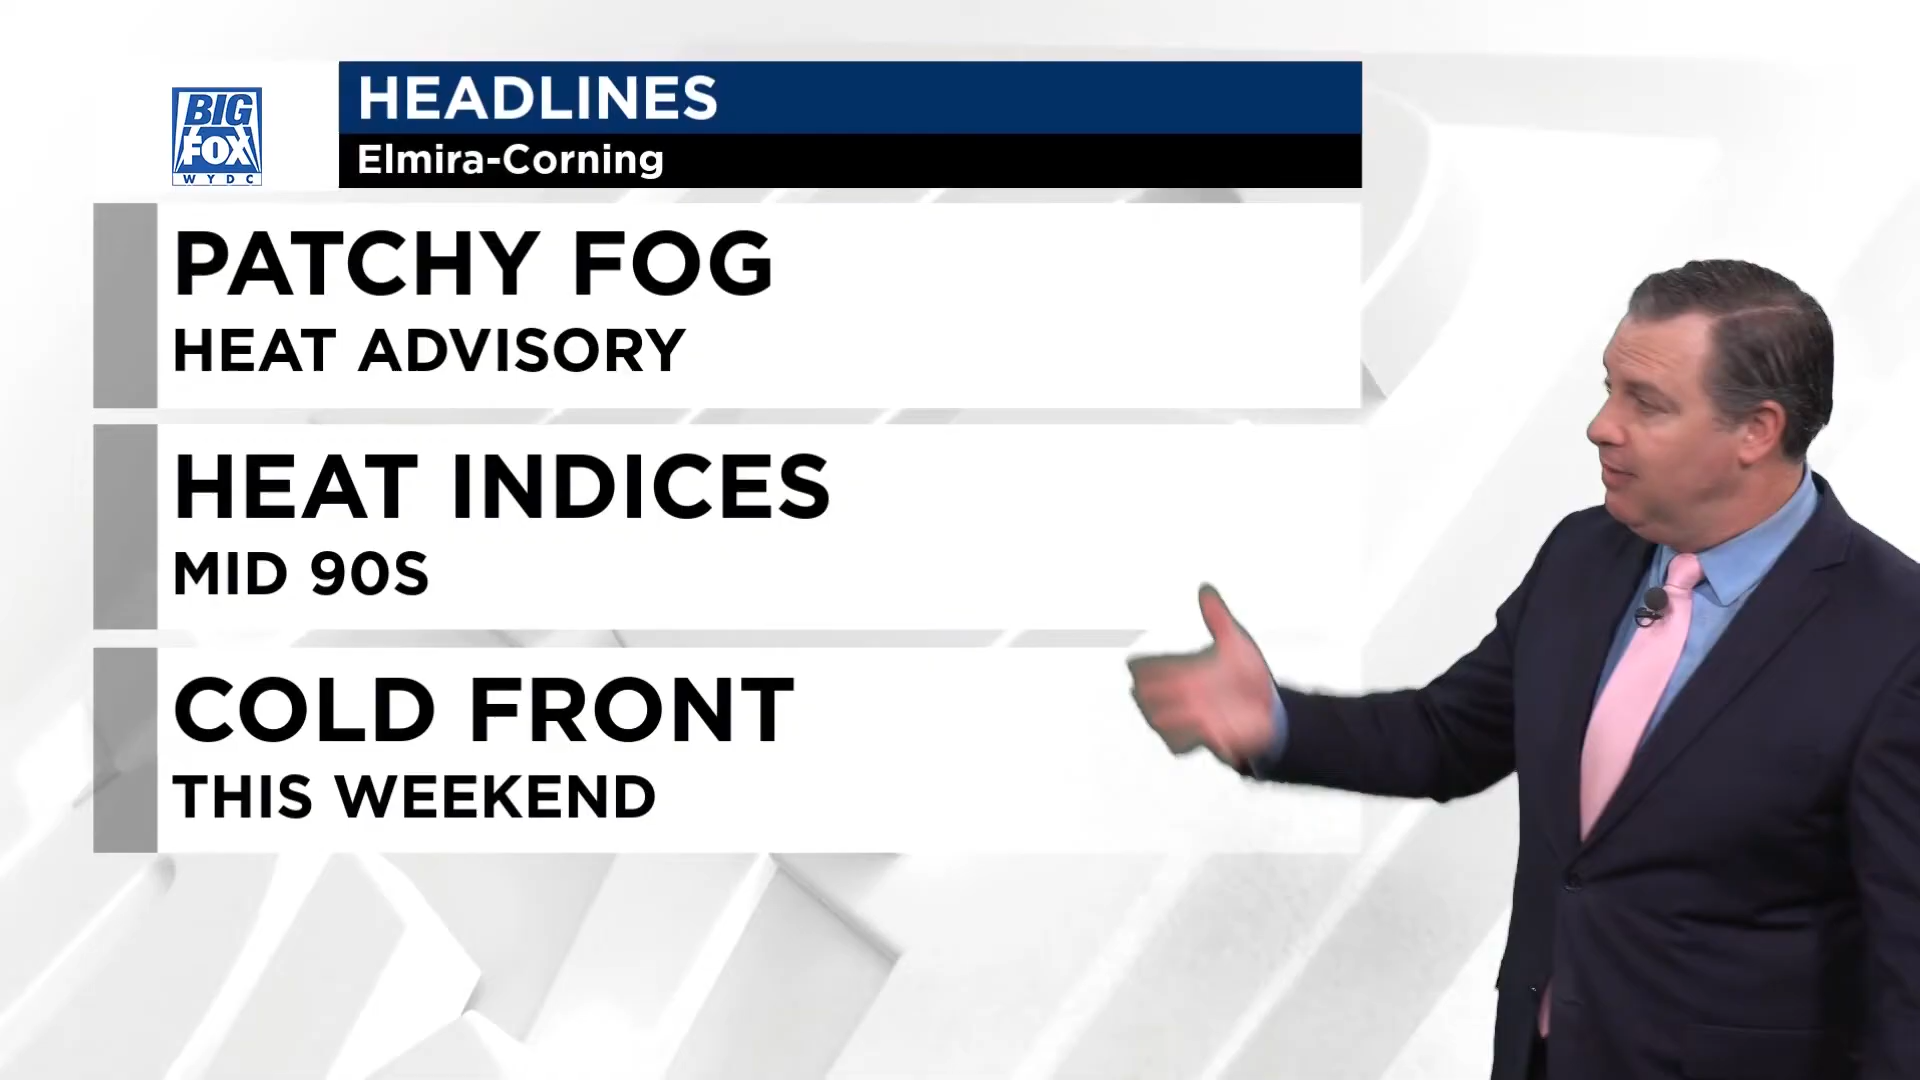 BIG
FOX
WYDC
HEADLINES
Elmira-Corning
PATCHY FOG
HEAT ADVISORY
HEAT INDICES
MID 90S
COLD FRONT
THIS WEEKEND